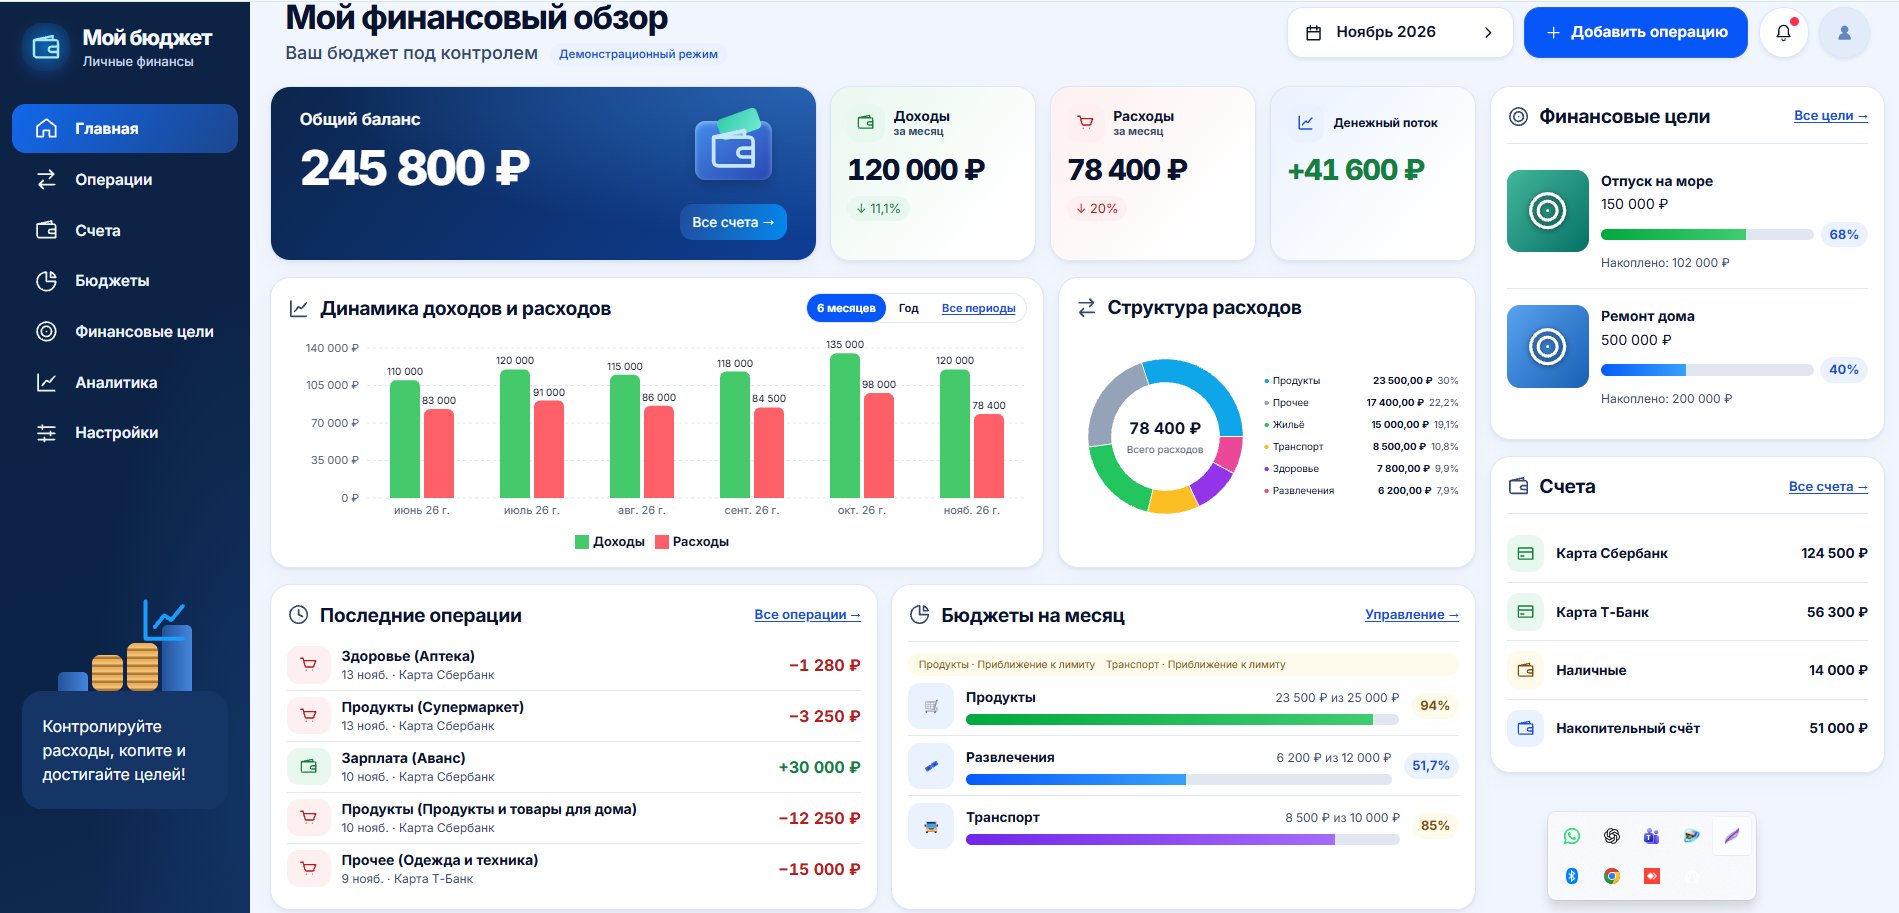 Мой бюджет
Личные финансы
Главная
Операции
Счета
Бюджеты
Финансовые цели
Аналитика
Настройки
Контролируйте
расходы, копите и
достигайте целей!
Мой финансовый обзор
Ваш бюджет под контролем
Демонстрационный режим
Ноябрь 2026
Добавить операцию
Общий баланс
245 800 ₽
Все счета →
Доходы
за месяц
120 000 ₽
↓ 11,1%
Расходы
за месяц
78 400 ₽
↓ 20%
Денежный поток
+41 600 ₽
Динамика доходов и расходов
6 месяцев
Год
Все периоды
140 000 ₽
105 000 ₽
70 000 ₽
35 000 ₽
0 ₽
110 000
83 000
120 000
91 000
115 000
86 000
118 000
84 500
135 000
98 000
120 000
78 400
июнь 26 г.
июль 26 г.
авг. 26 г.
сент. 26 г.
окт. 26 г.
нояб. 26 г.
Доходы
Расходы
Структура расходов
78 400 ₽
Всего расходов
Продукты 23 500,00 ₽ 30%
Прочее 17 400,00 ₽ 22,2%
Жильё 15 000,00 ₽ 19,1%
Транспорт 8 500,00 ₽ 10,8%
Здоровье 7 800,00 ₽ 9,9%
Развлечения 6 200,00 ₽ 7,9%
Последние операции
Все операции →
Здоровье (Аптека)
13 нояб. · Карта Сбербанк
−1 280 ₽
Продукты (Супермаркет)
13 нояб. · Карта Сбербанк
−3 250 ₽
Зарплата (Аванс)
10 нояб. · Карта Сбербанк
+30 000 ₽
Продукты (Продукты и товары для дома)
10 нояб. · Карта Сбербанк
−12 250 ₽
Прочее (Одежда и техника)
9 нояб. · Карта Т-Банк
−15 000 ₽
Бюджеты на месяц
Управление →
Продукты · Приближение к лимиту Транспорт · Приближение к лимиту
Продукты
23 500 ₽ из 25 000 ₽
94%
Развлечения
6 200 ₽ из 12 000 ₽
51,7%
Транспорт
8 500 ₽ из 10 000 ₽
85%
Финансовые цели
Все цели →
Отпуск на море
150 000 ₽
68%
Накоплено: 102 000 ₽
Ремонт дома
500 000 ₽
40%
Накоплено: 200 000 ₽
Счета
Все счета →
Карта Сбербанк 124 500 ₽
Карта Т-Банк 56 300 ₽
Наличные 14 000 ₽
Накопительный счёт 51 000 ₽